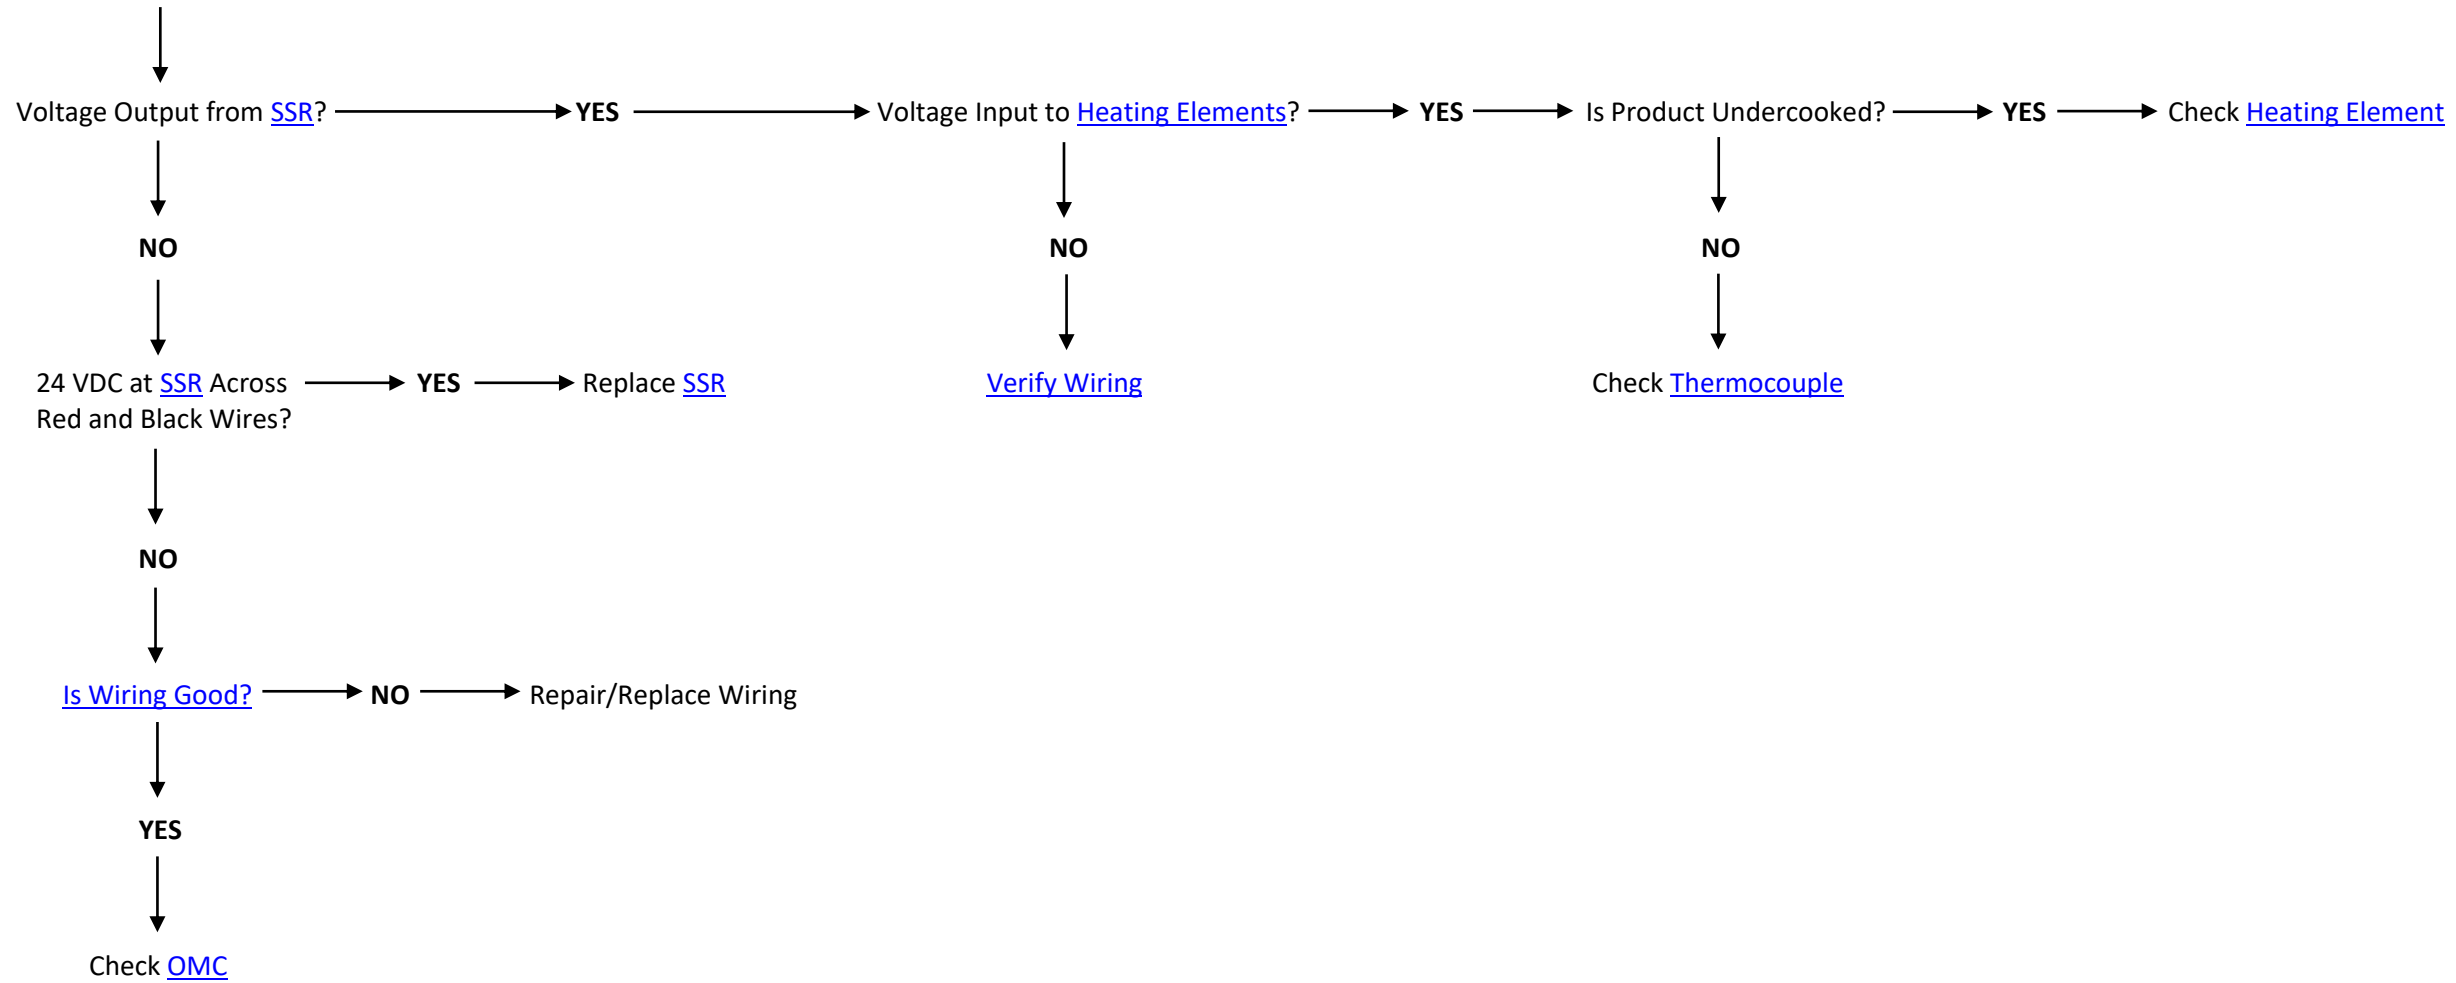 Voltage Output from SSR?
YES
Voltage Input to Heating Elements?
YES
Is Product Undercooked?
YES
Check Heating Element
NO
NO
NO
24 VDC at SSR Across
Red and Black Wires?
YES
Replace SSR
Verify Wiring
Check Thermocouple
NO
Is Wiring Good?
NO
Repair/Replace Wiring
YES
Check OMC